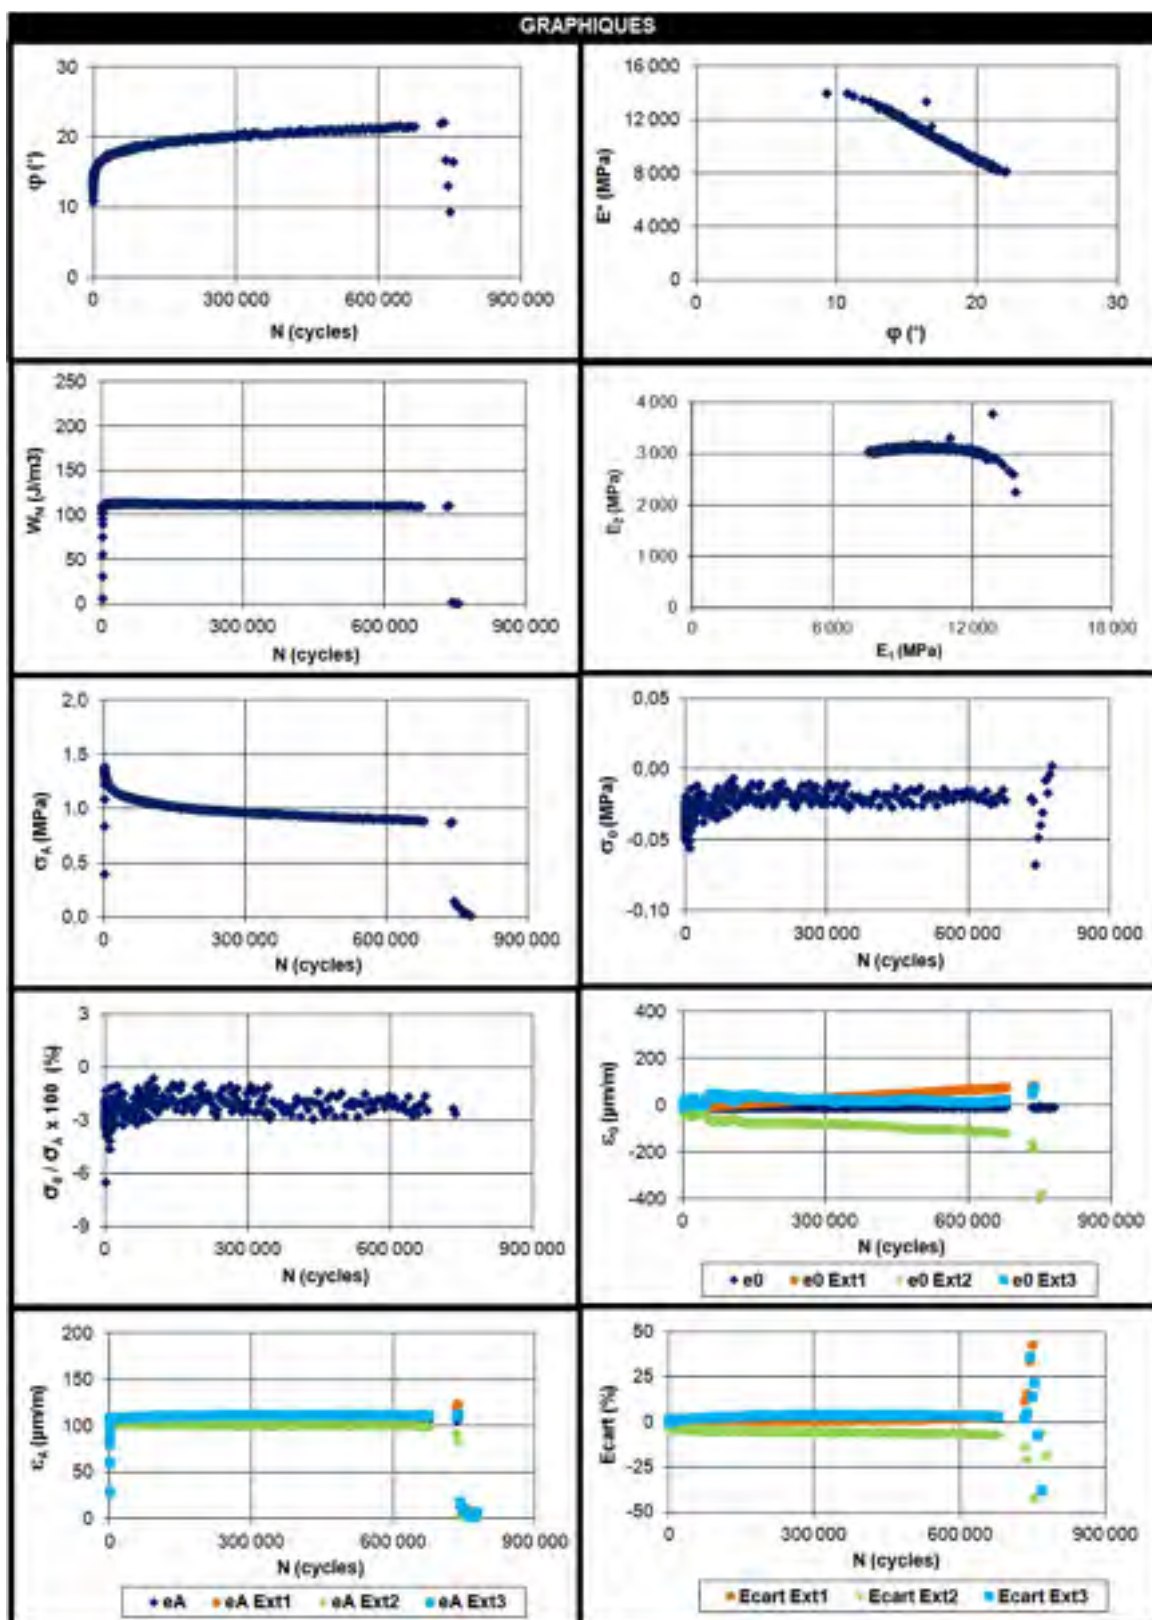 GRAPHIQUES
30
20
10
0
φ (°)
0 300 000 600 000 900 000
N (cycles)
16 000
12 000
8 000
4 000
0
E* (MPa)
0 10 20 30
φ (°)
250
200
150
100
50
0
W_N (J/m3)
0 300 000 600 000 900 000
N (cycles)
4 000
3 000
2 000
1 000
0
E₂ (MPa)
0 6 000 12 000 18 000
E₁ (MPa)
2.0
1.5
1.0
0.5
0.0
σ_A (MPa)
0 300 000 600 000 900 000
N (cycles)
0,05
0,00
-0,05
-0,10
σ₀ (MPa)
0 300 000 600 000 900 000
N (cycles)
3
0
-3
-6
-9
σ₀ / σ_A x 100 (%)
0 300 000 600 000 900 000
N (cycles)
400
200
0
-200
-400
ε₀ (µm/m)
0 300 000 600 000 900 000
N (cycles)
e0 e0 Ext1 e0 Ext2 e0 Ext3
200
150
100
50
0
ε_A (µm/m)
0 300 000 600 000 900 000
N (cycles)
eA eA Ext1 eA Ext2 eA Ext3
50
25
0
-25
-50
Ecart (%)
0 300 000 600 000 900 000
N (cycles)
Ecart Ext1 Ecart Ext2 Ecart Ext3